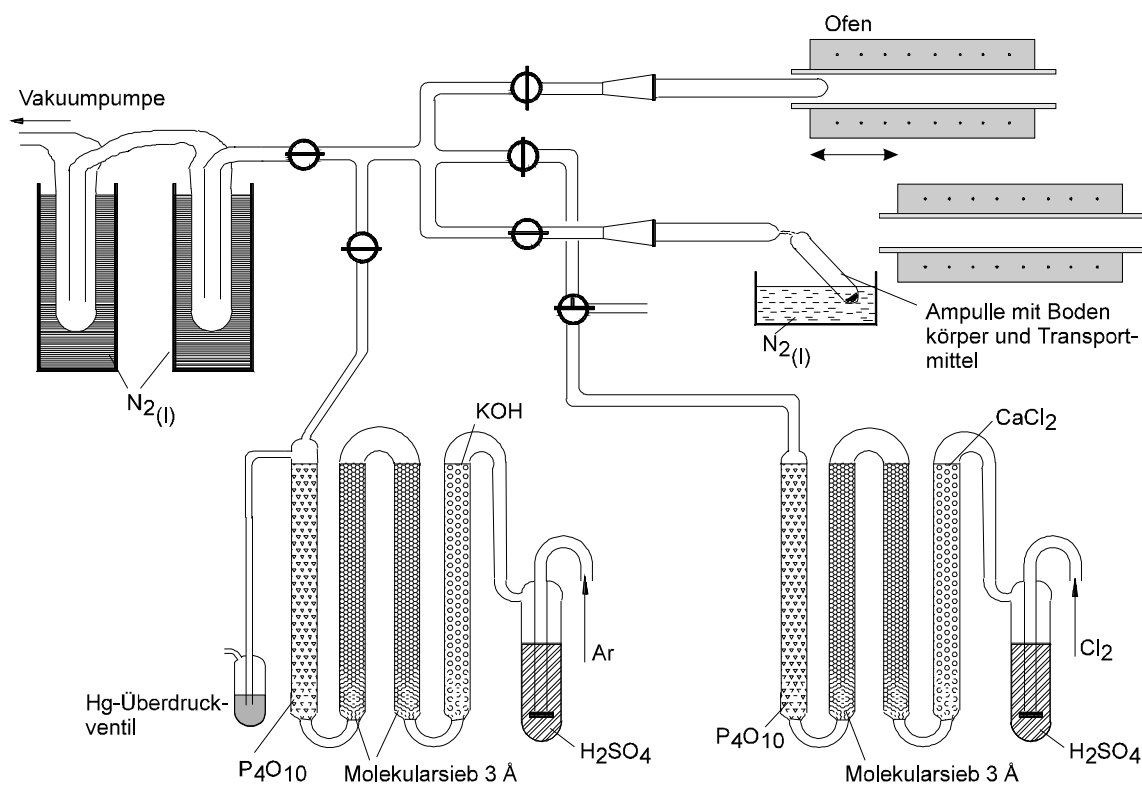 Ofen
Vakuumpumpe
Ampulle mit Boden
körper und Transport-
mittel
N2(l)
N2(l)
KOH
CaCl2
Ar
Cl2
Hg-Überdruck-
ventil
P4O10
Molekularsieb 3 Å
H2SO4
P4O10
Molekularsieb 3 Å
H2SO4